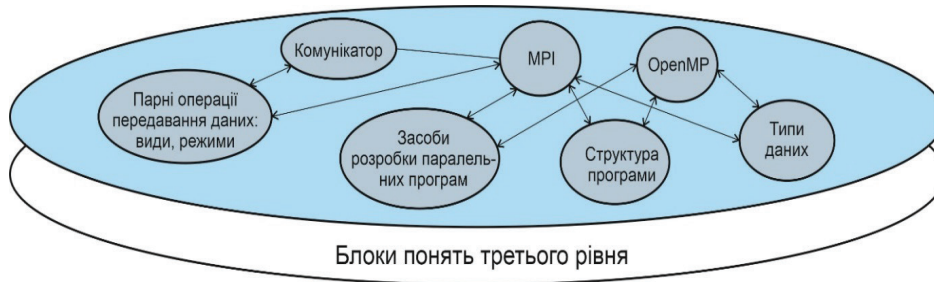 Комунікатор
MPI
OpenMP
Парні операції
передавання даних:
види, режими
Засоби
розробки паралель-
них програм
Структура
програми
Типи
даних
Блоки понять третього рівня